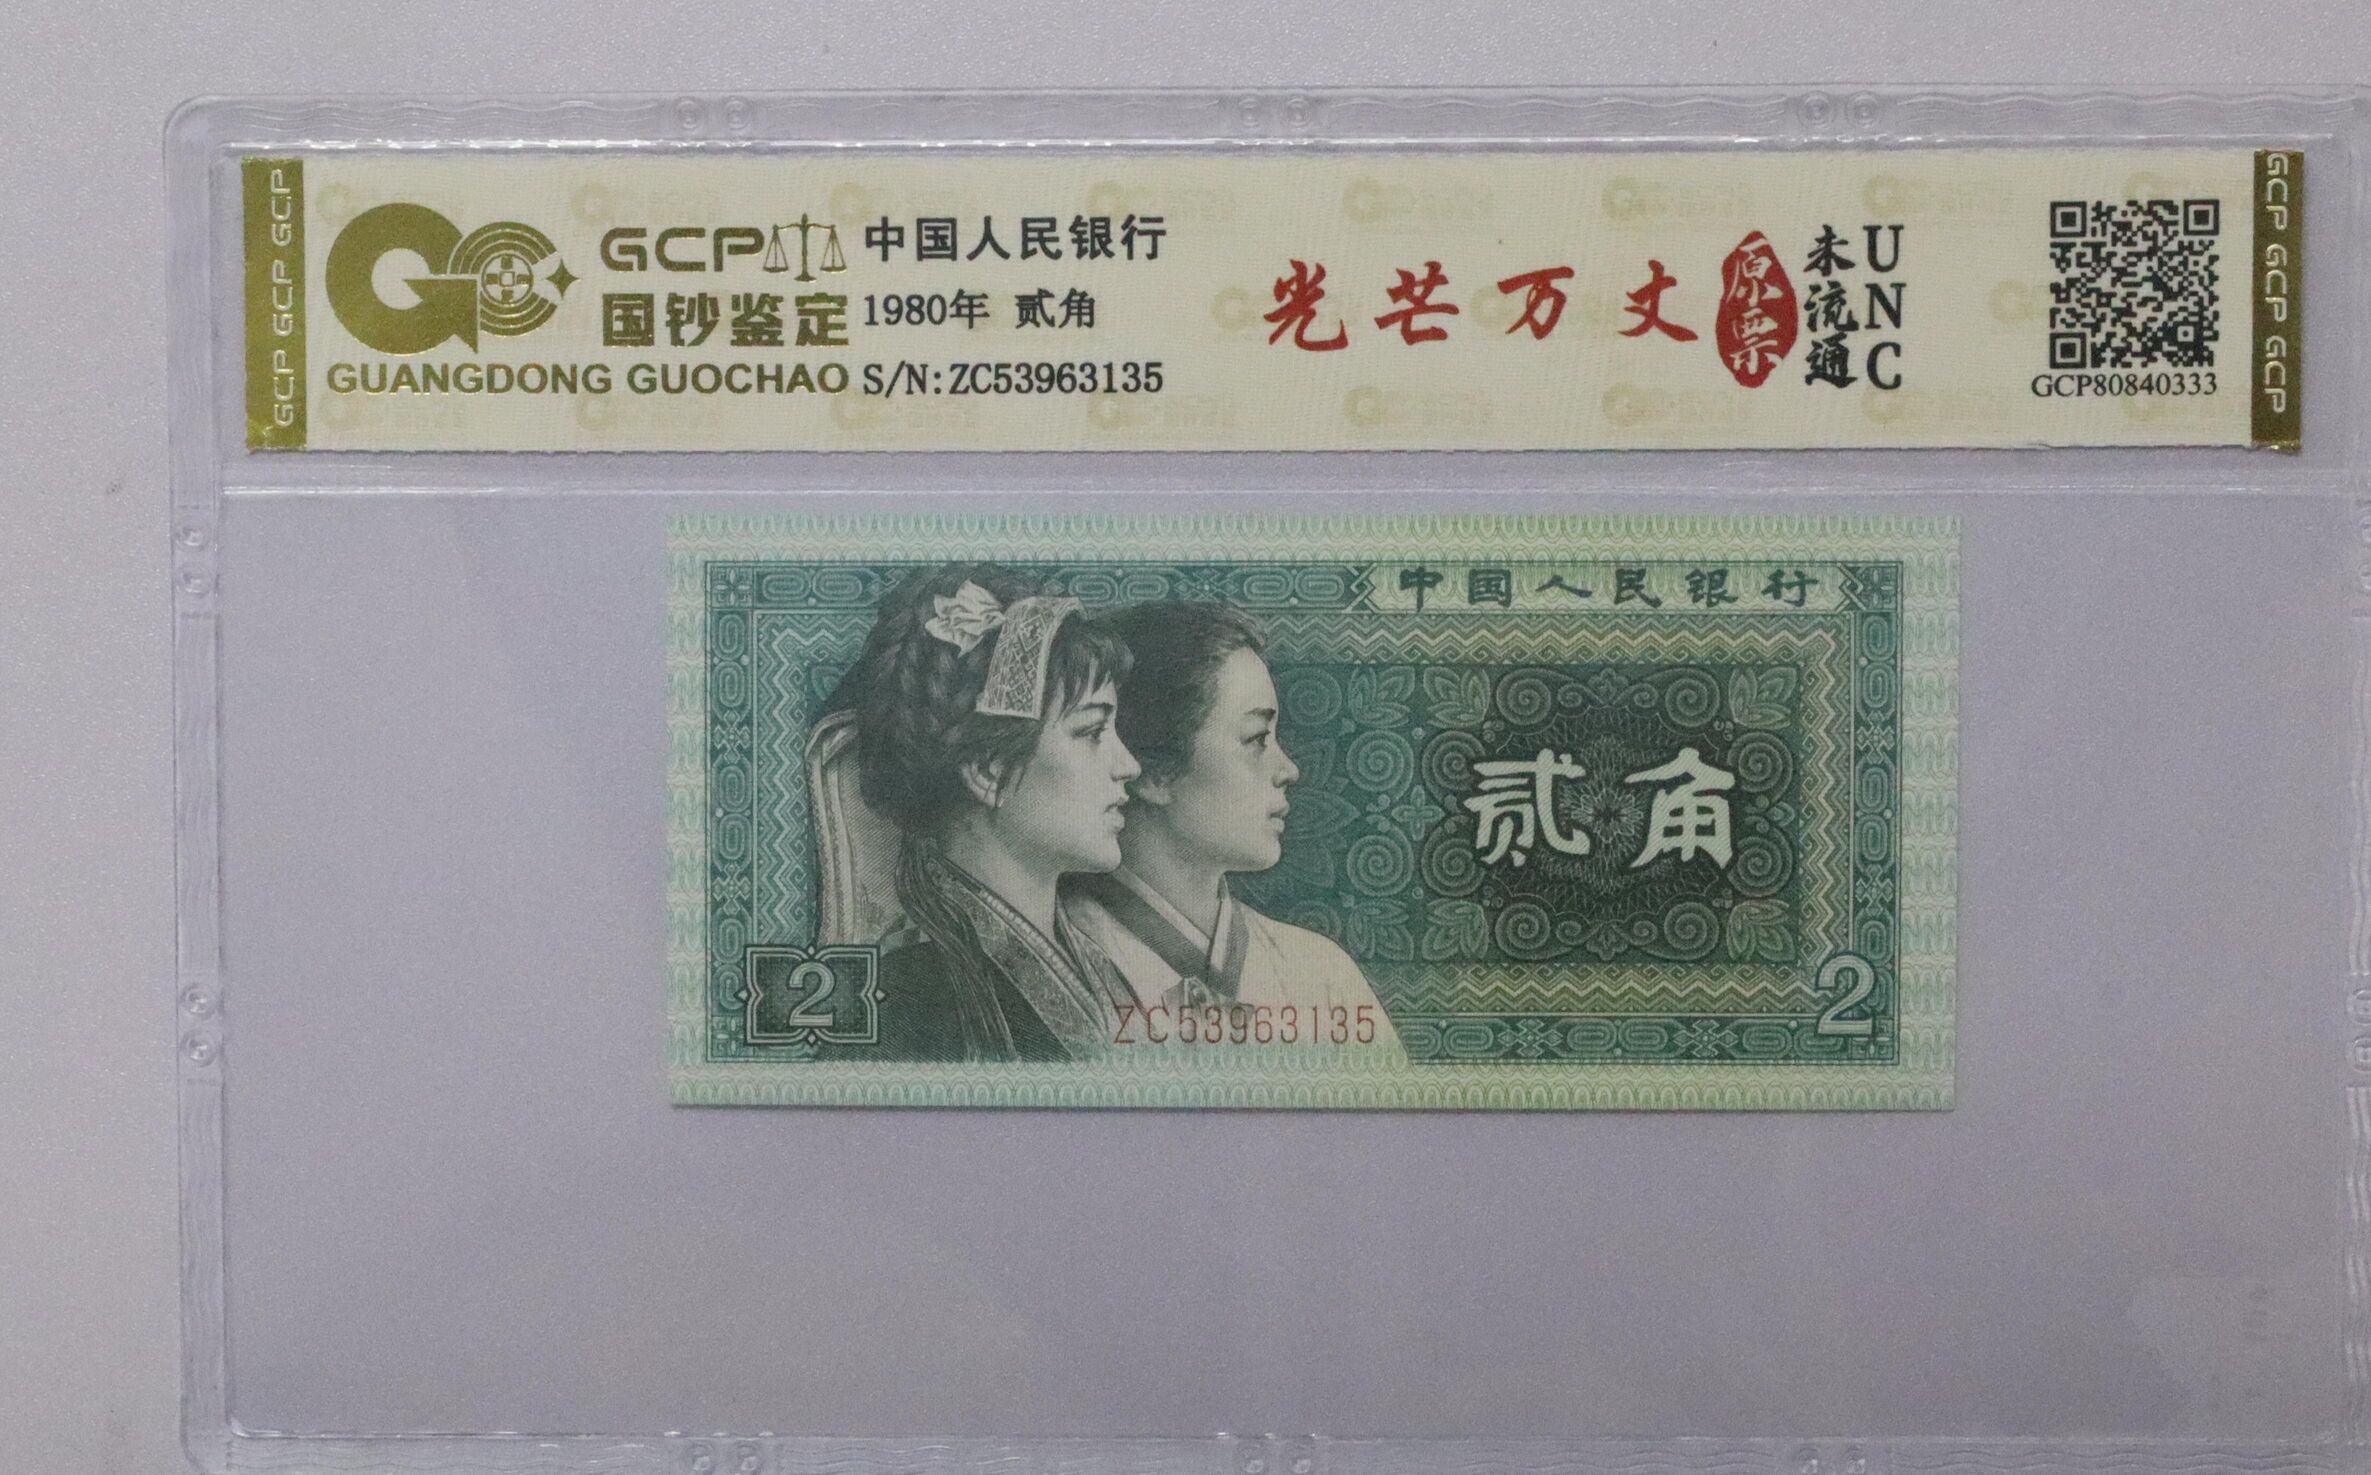 GCP GCP GCP
GCP
国钞鉴定
GUANGDONG GUOCHAO
中国人民银行
1980年 贰角
S/N:ZC53963135
光芒万丈
原票
未流通
UNC
GCP80840333
GCP GCP GCP
中国人民银行
贰角
2
ZC53963135
2